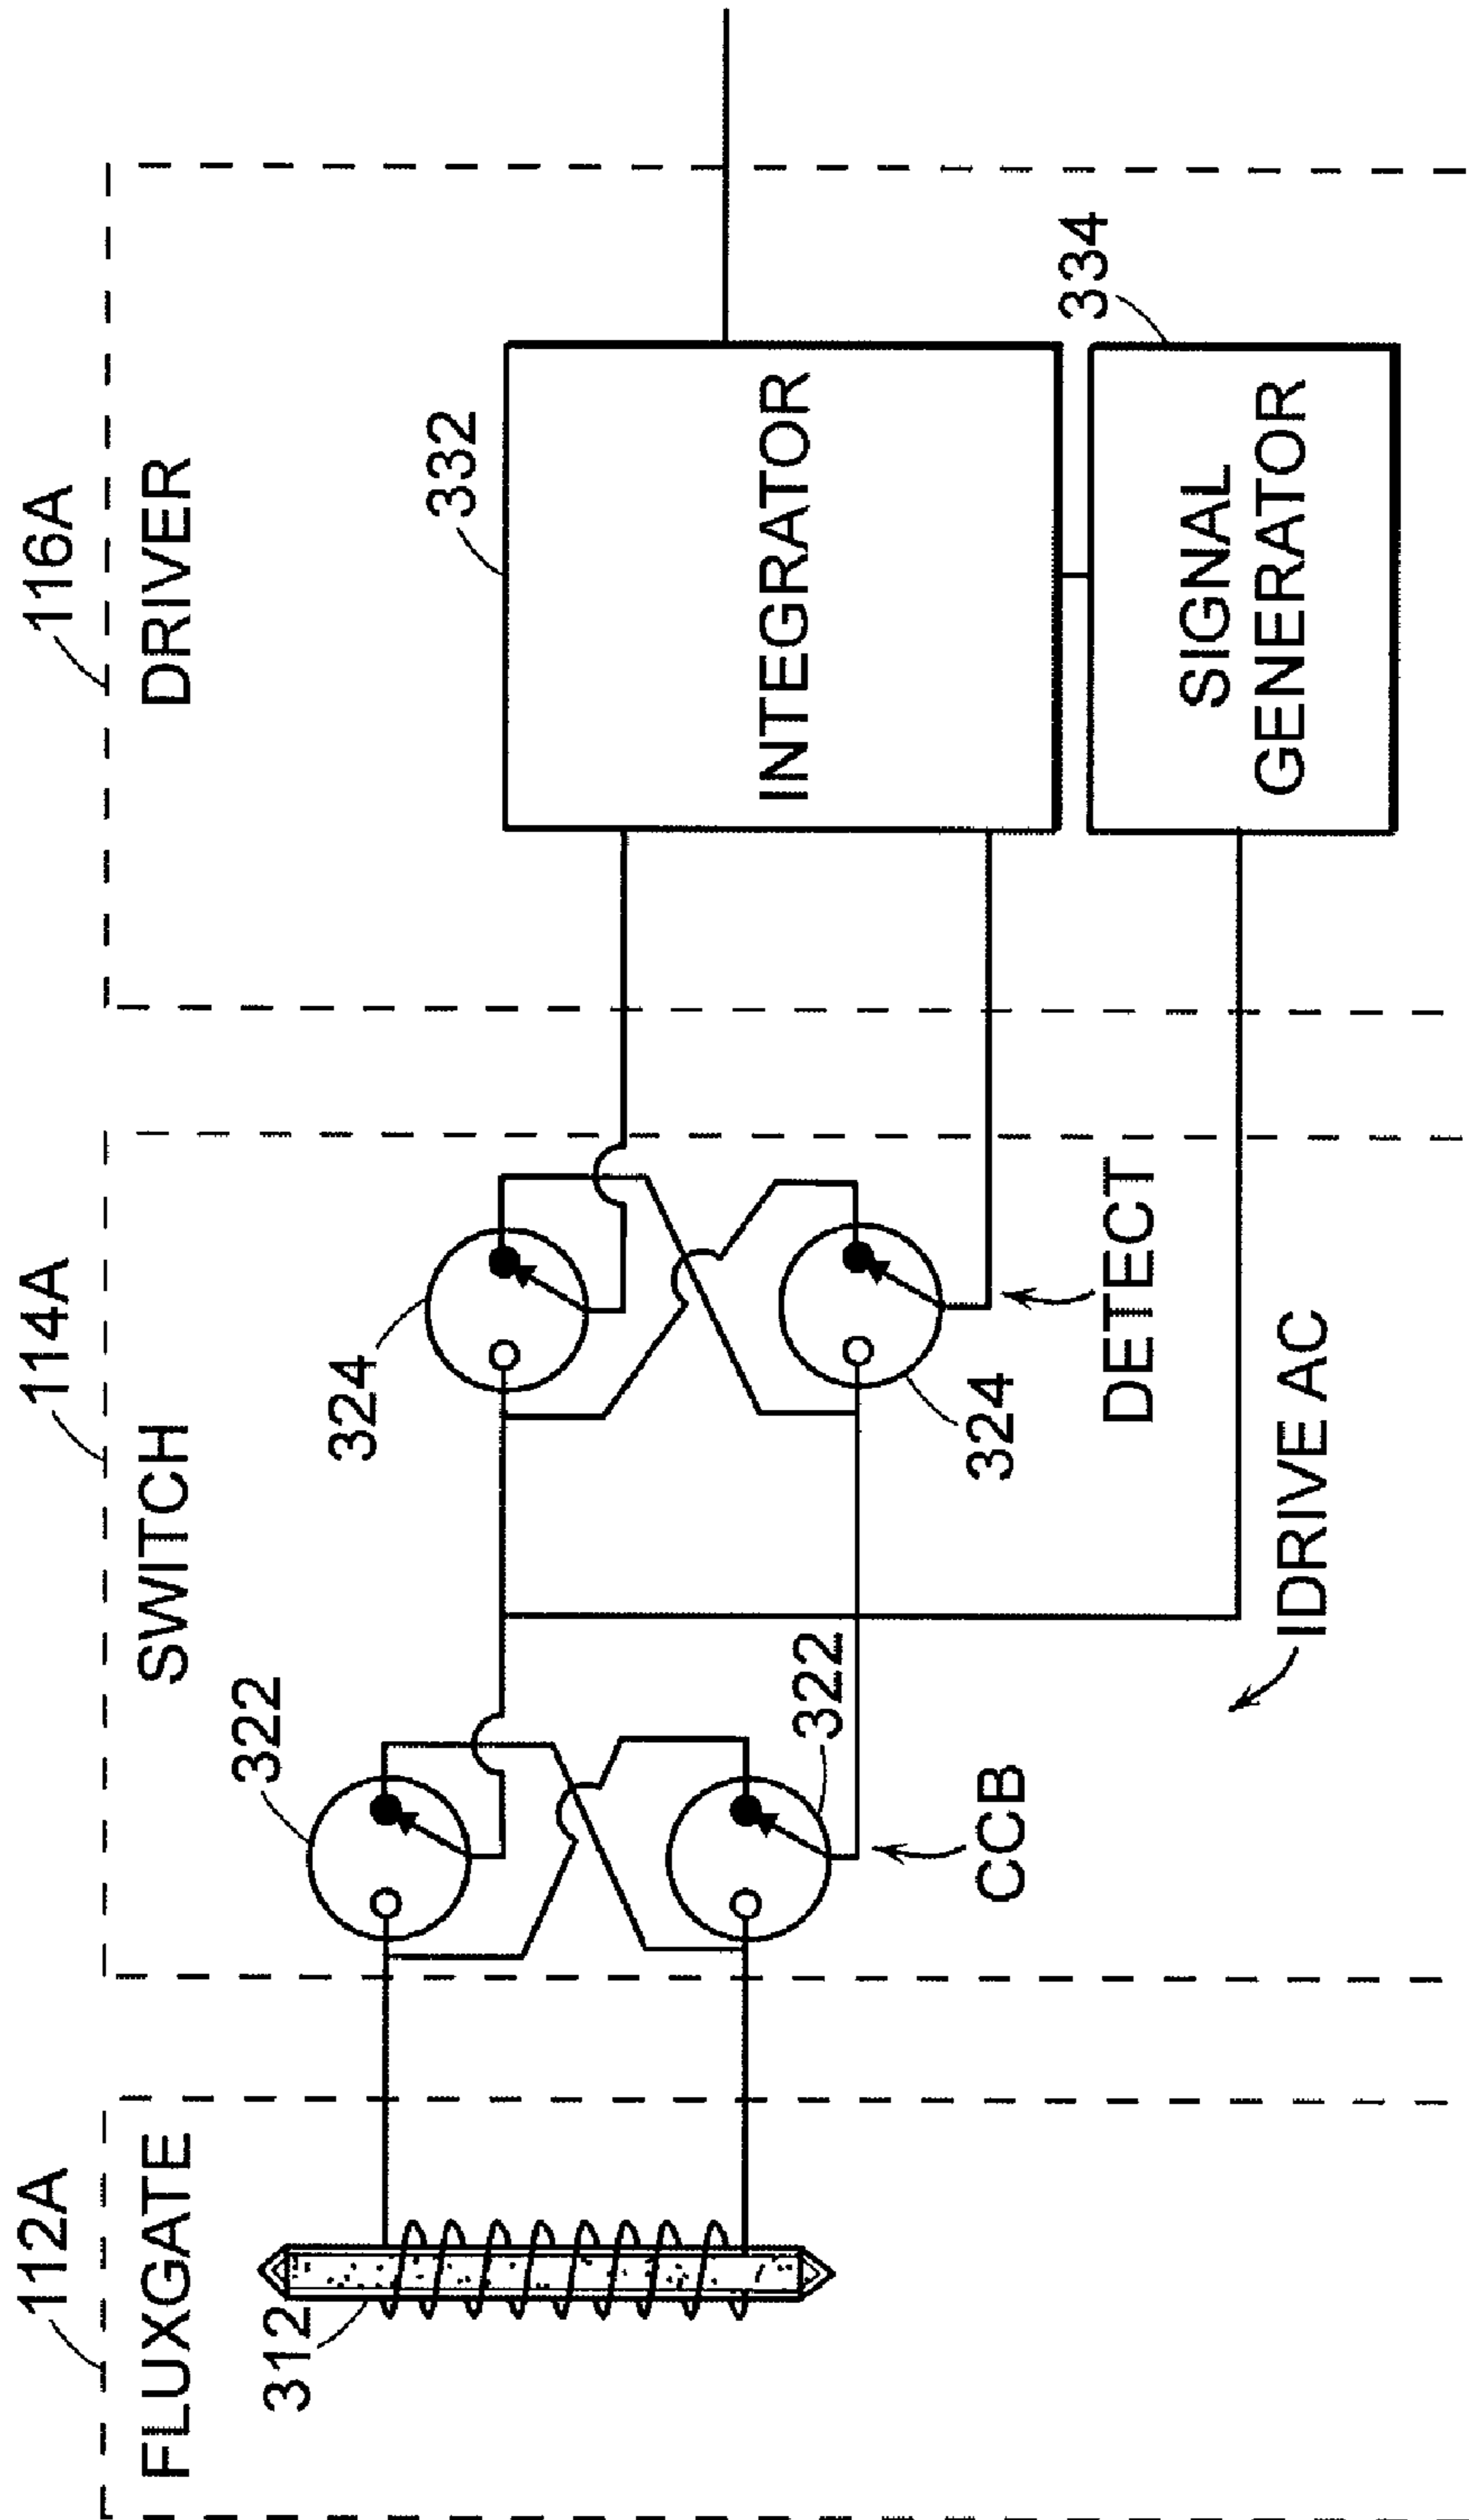 112A
114A
116A
FLUXGATE
SWITCH
DRIVER
312
322
324
332
322
324
334
INTEGRATOR
CCB
DETECT
SIGNAL
GENERATOR
IDRIVE AC